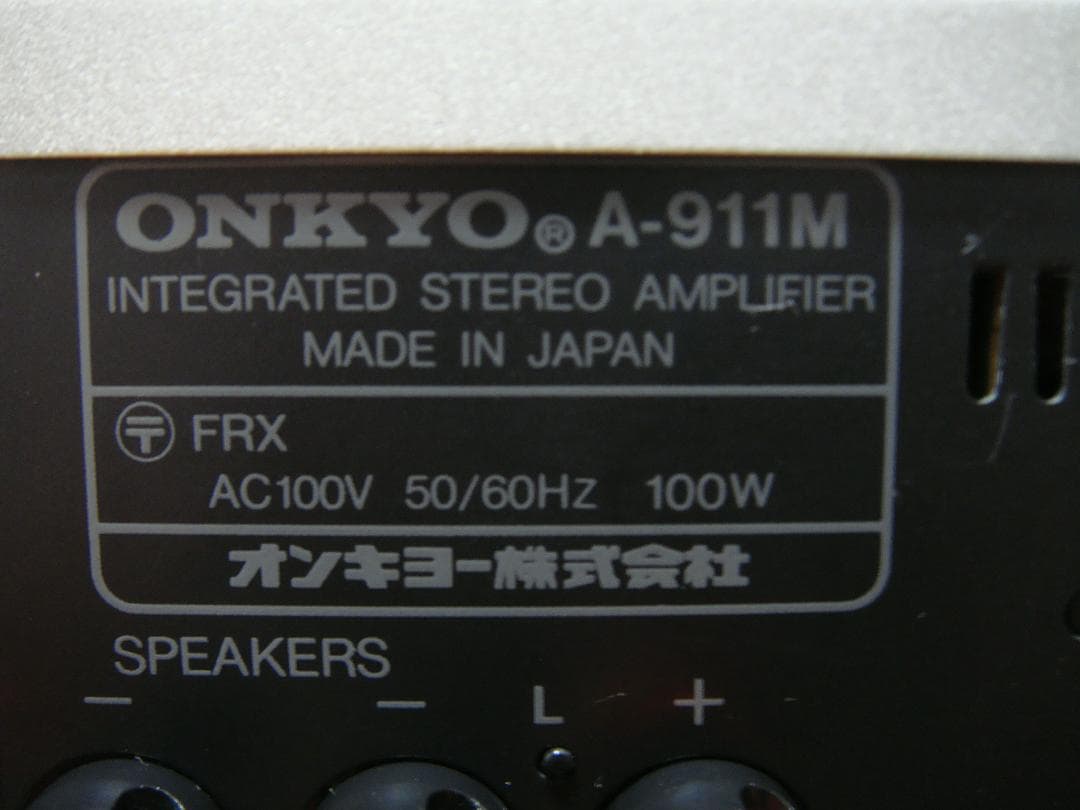 ONKYO® A-911M
INTEGRATED STEREO AMPLIFIER
MADE IN JAPAN
〶 FRX
AC100V 50/60Hz 100W
オンキヨー株式会社
SPEAKERS
− − L +